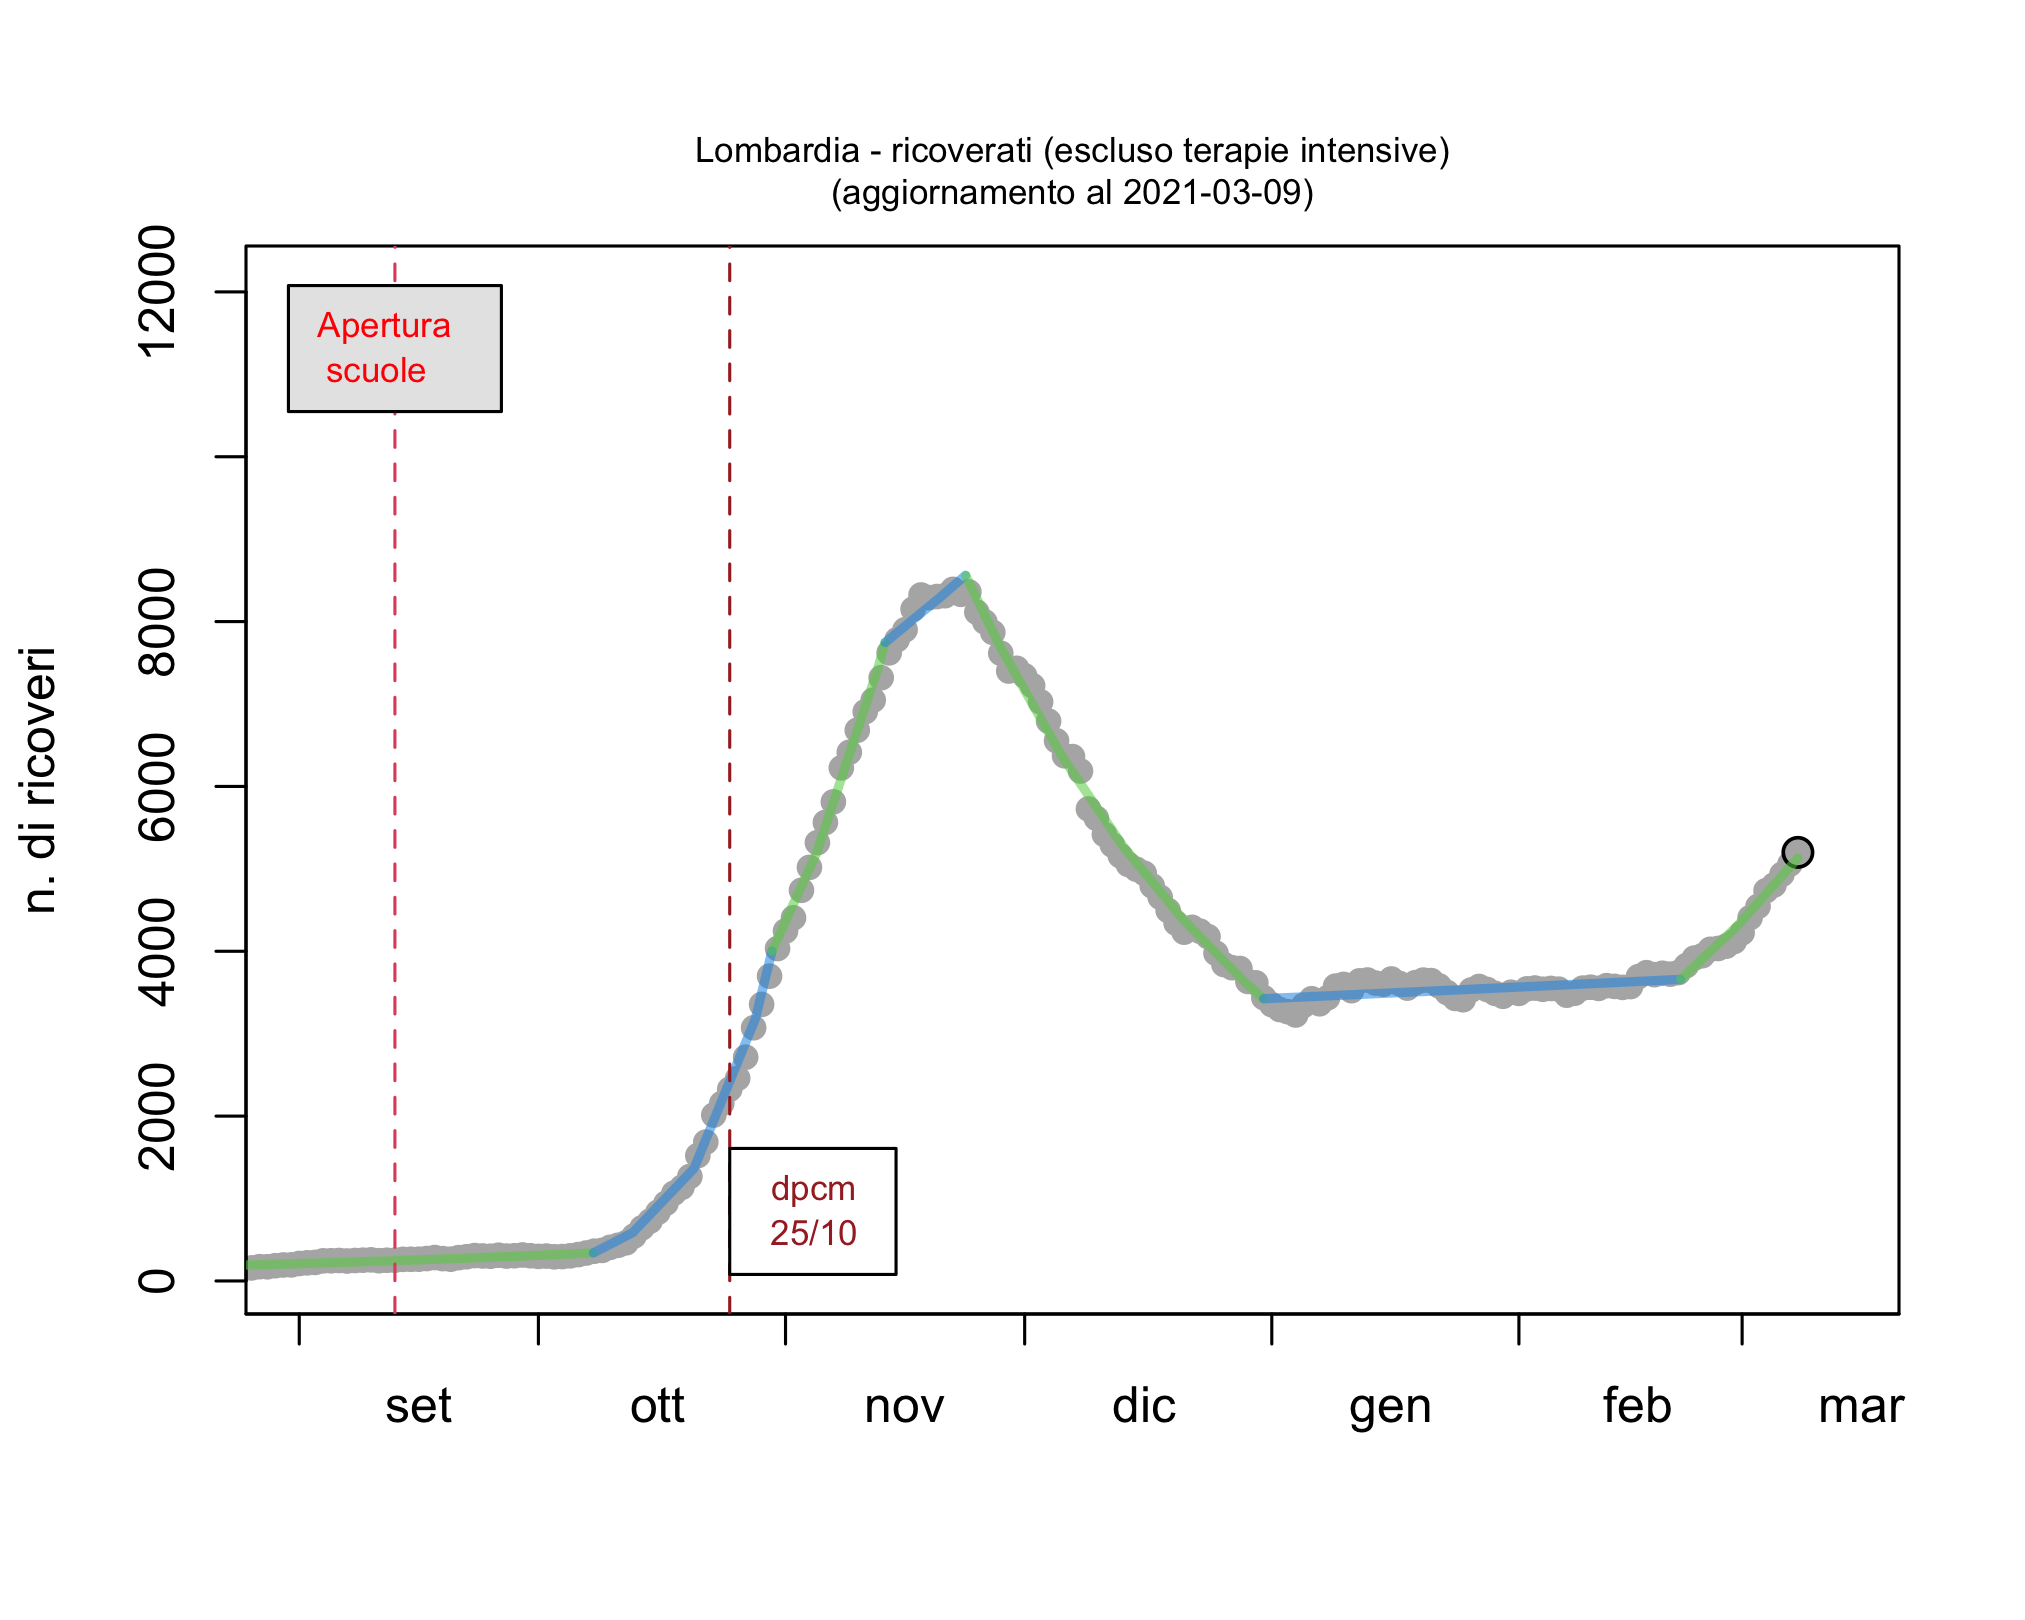 Lombardia - ricoverati (escluso terapie intensive)
(aggiornamento al 2021-03-09)
n. di ricoveri
12000
8000
6000
4000
2000
0
Apertura
scuole
dpcm
25/10
set ott nov dic gen feb mar